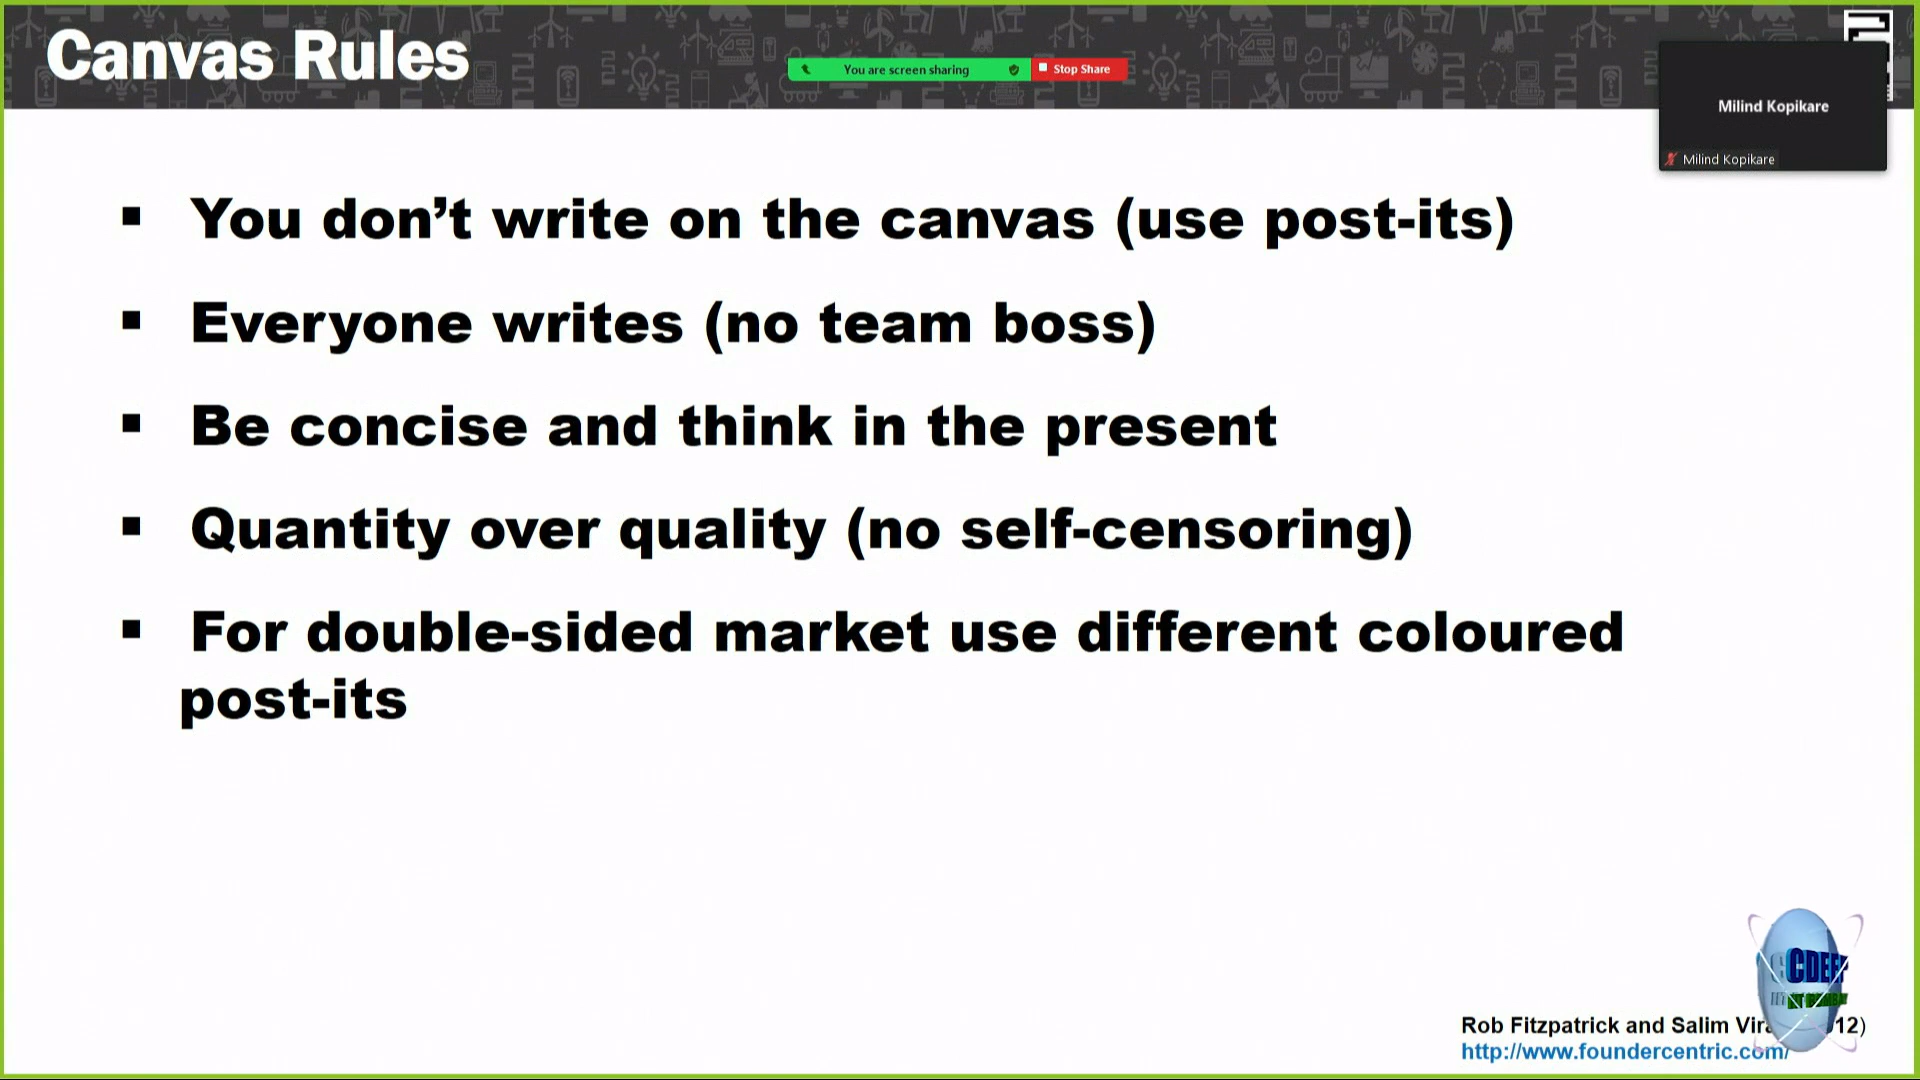 Canvas Rules
You are screen sharing
Stop Share
Milind Kopikare
Milind Kopikare
▪ You don’t write on the canvas (use post-its)
▪ Everyone writes (no team boss)
▪ Be concise and think in the present
▪ Quantity over quality (no self-censoring)
▪ For double-sided market use different coloured
post-its
CDEEP
Rob Fitzpatrick and Salim 12)
http://www.foundercentric.com/